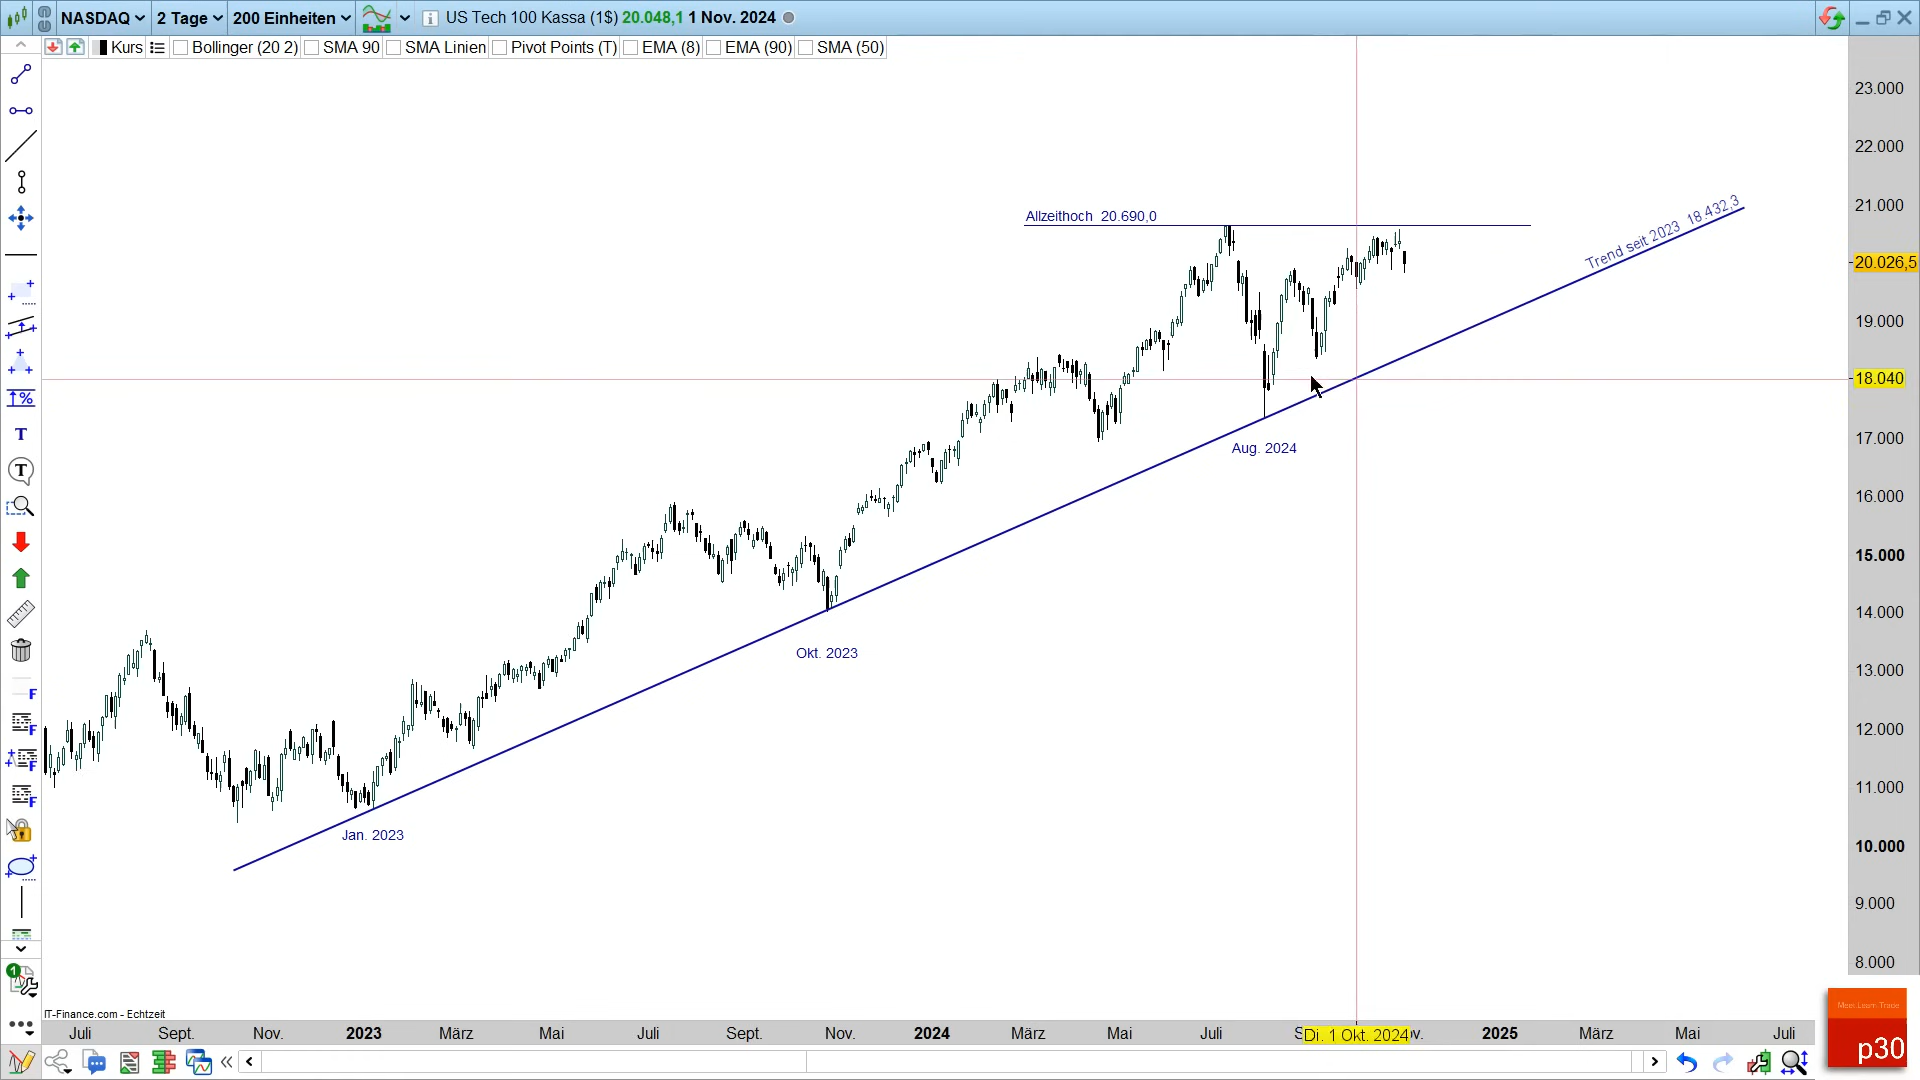 NASDAQ 2 Tage 200 Einheiten US Tech 100 Kassa (1$) 20.048,1 1 Nov. 2024
Kurs Bollinger (20 2) SMA 90 SMA Linien Pivot Points (T) EMA (8) EMA (90) SMA (50)
23.000
22.000
Allzeithoch 20.690,0
Trend seit 2023 18.432,3
21.000
20.026,5
19.000
18.040
17.000
Aug. 2024
16.000
15.000
14.000
Okt. 2023
13.000
12.000
11.000
Jan. 2023
10.000
9.000
8.000
%
T
T
F
F
F
F
1
IT-Finance.com - Echtzeit
Juli Sept. Nov. 2023 März Mai Juli Sept. Nov. 2024 März Mai Juli S Di. 1 Okt. 2024 v. 2025 März Mai Juli
Mein Learn Trade
p30